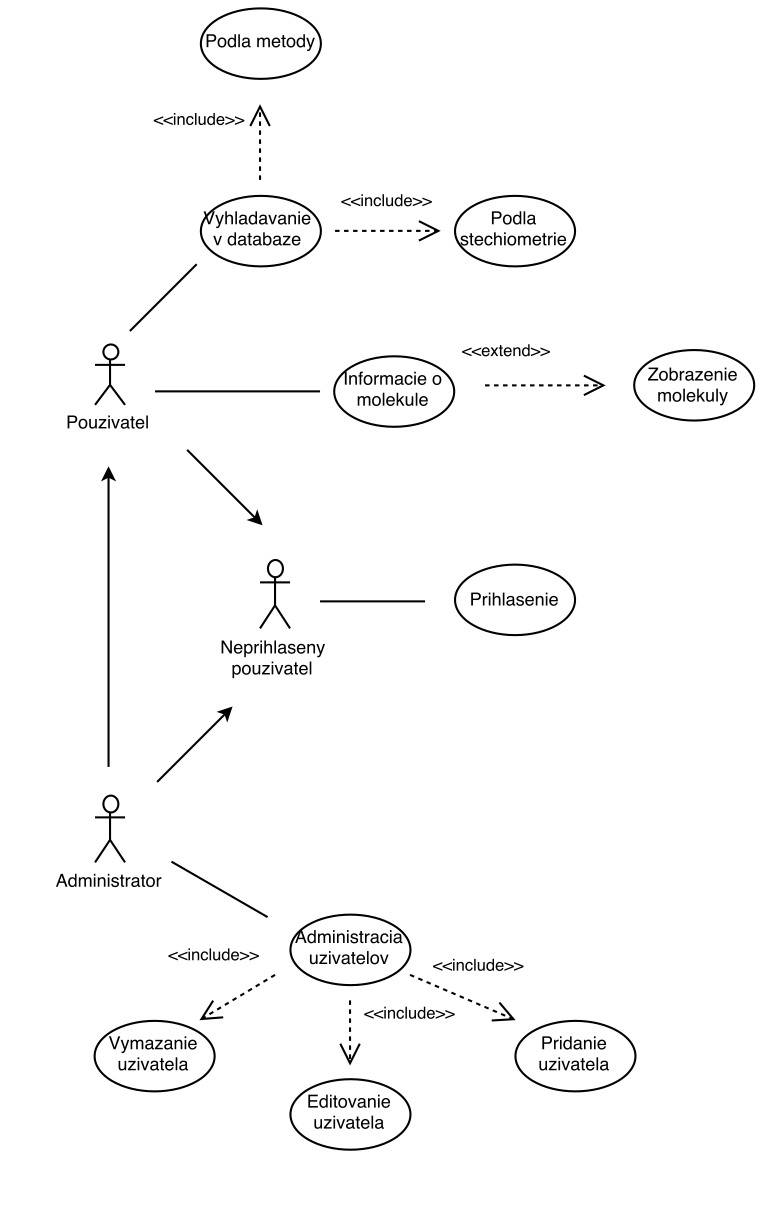 Podla metody
<<include>>
Vyhladavanie
v databaze
<<include>>
Podla
stechiometrie
Pouzivatel
Informacie o
molekule
<<extend>>
Zobrazenie
molekuly
Neprihlaseny
pouzivatel
Prihlasenie
Administrator
Administracia
uzivatelov
<<include>>
<<include>>
<<include>>
Vymazanie
uzivatela
Editovanie
uzivatela
Pridanie
uzivatela